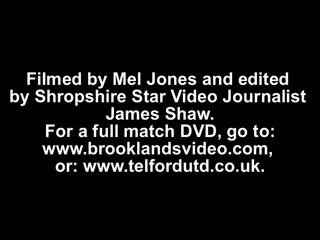 Filmed by Mel Jones and edited
by Shropshire Star Video Journalist
James Shaw.
For a full match DVD, go to:
www.brooklandsvideo.com,
or: www.telfordutd.co.uk.